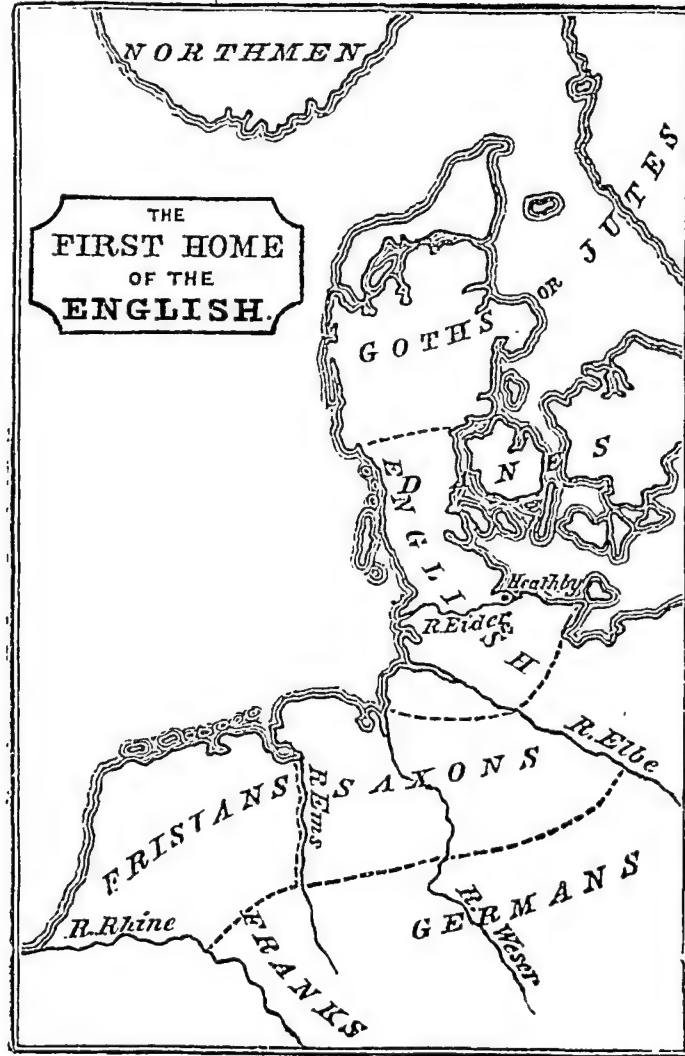 NORTHMEN
THE
FIRST HOME
OF THE
ENGLISH.
GOTHS OR JUTES
DANES
ENGLISH
Heathby
R.Eider
R.Elbe
FRISIANS
R.Ems
SAXONS
R.Rhine
FRANKS
R.Weser
GERMANS